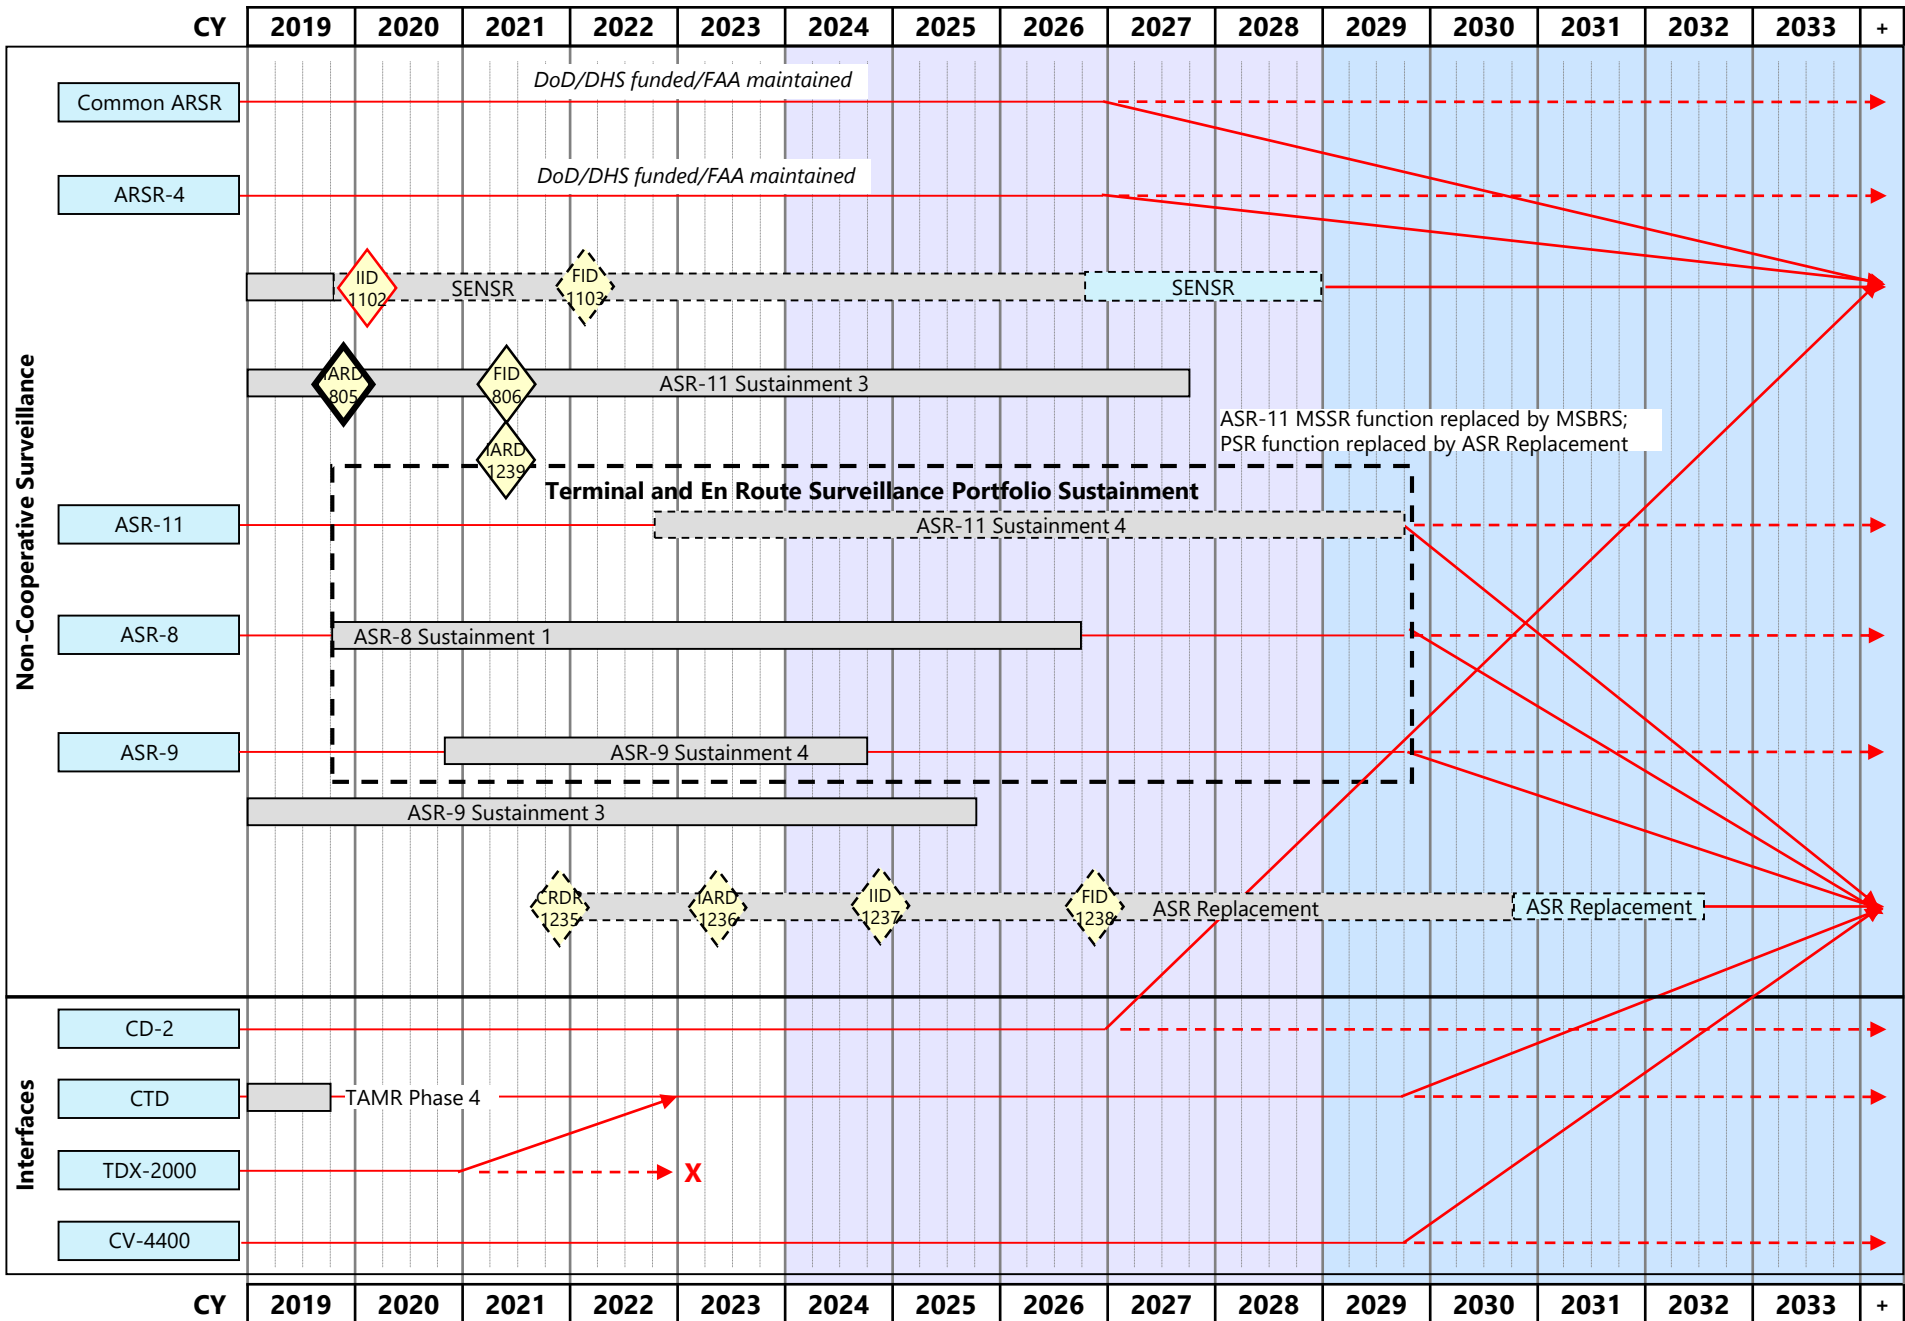 CY 2019 2020 2021 2022 2023 2024 2025 2026 2027 2028 2029 2030 2031 2032 2033 +
Non-Cooperative Surveillance
Common ARSR
DoD/DHS funded/FAA maintained
ARSR-4
DoD/DHS funded/FAA maintained
IID
1102
SENSR
FID
1103
SENSR
IARD
805
FID
806
ASR-11 Sustainment 3
ASR-11 MSSR function replaced by MSBRS;
PSR function replaced by ASR Replacement
IARD
1239
Terminal and En Route Surveillance Portfolio Sustainment
ASR-11
ASR-11 Sustainment 4
ASR-8
ASR-8 Sustainment 1
ASR-9
ASR-9 Sustainment 4
ASR-9 Sustainment 3
CRDR
1235
IARD
1236
IID
1237
FID
1238
ASR Replacement
ASR Replacement
Interfaces
CD-2
CTD
TAMR Phase 4
TDX-2000
X
CV-4400
CY 2019 2020 2021 2022 2023 2024 2025 2026 2027 2028 2029 2030 2031 2032 2033 +